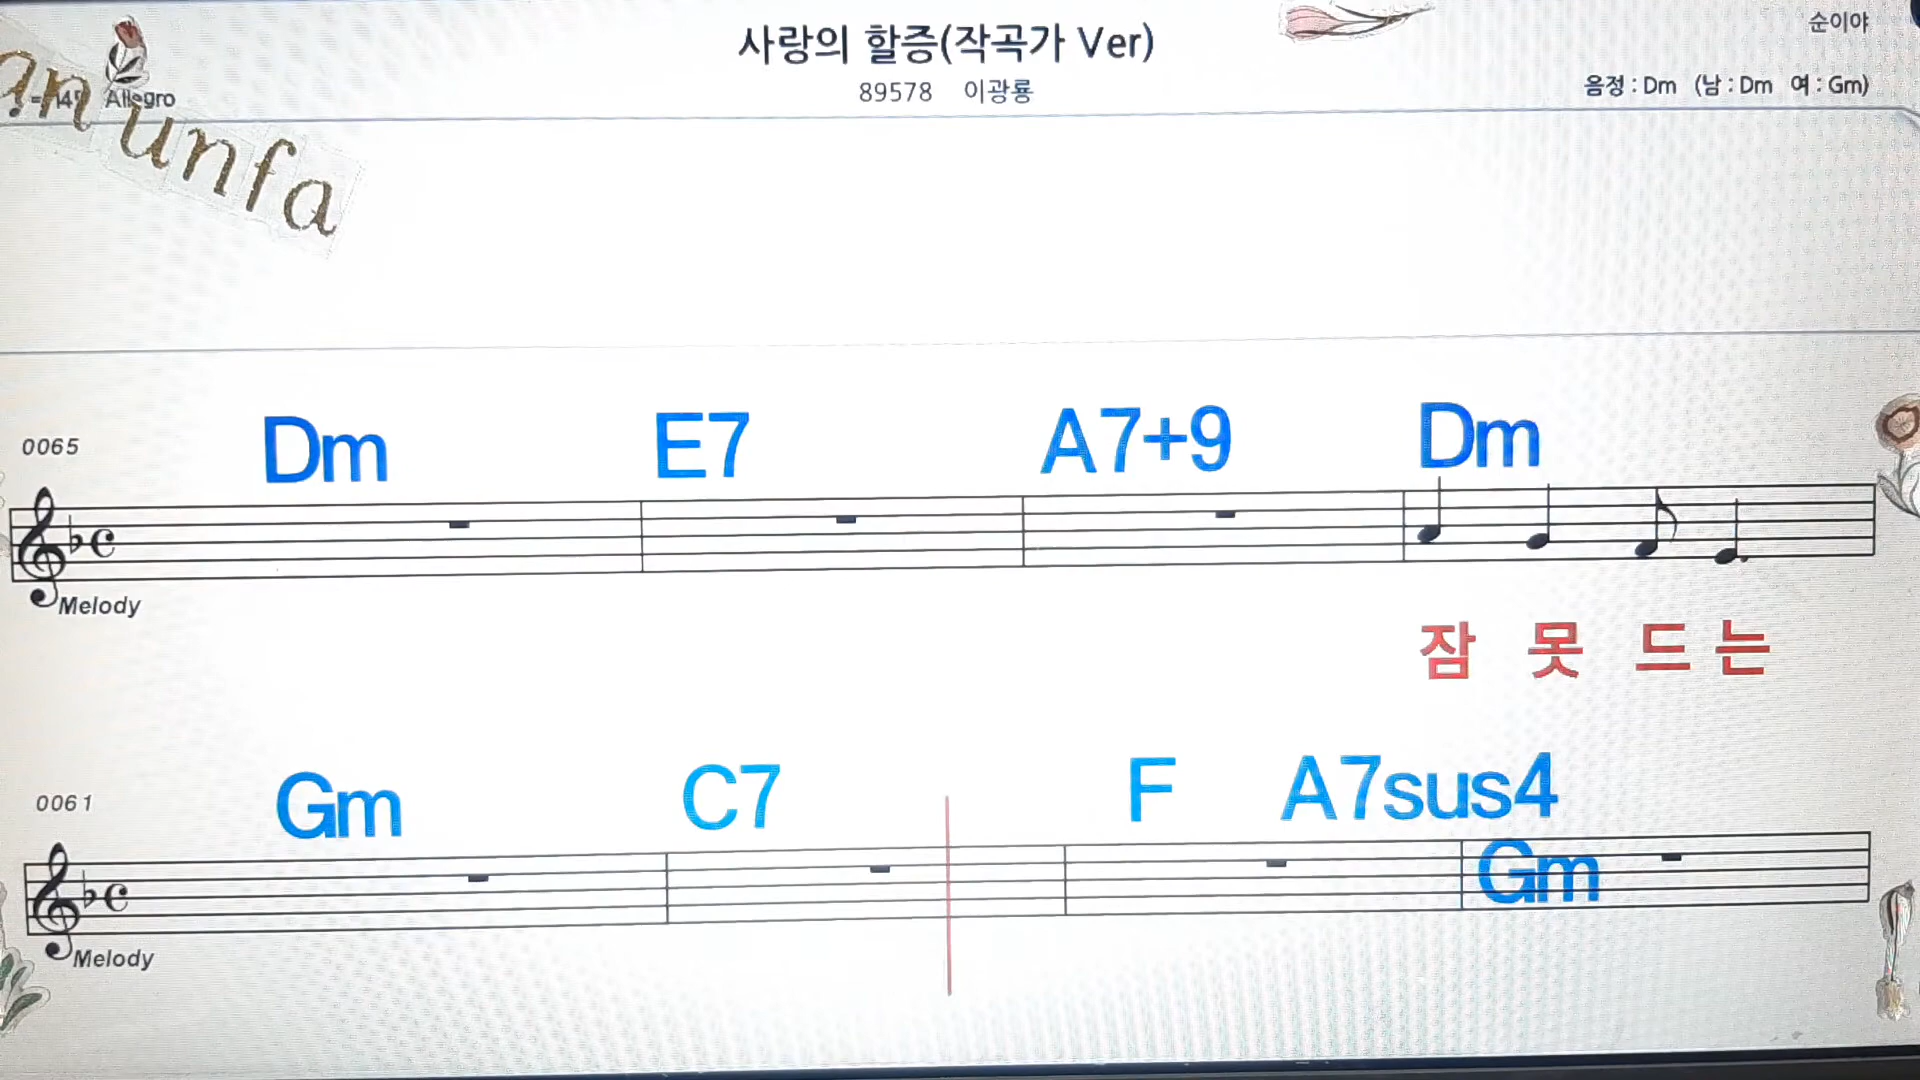 사랑의 할증(작곡가 Ver)
순이야
89578 이광룡
음정 : Dm (남 : Dm 여 : Gm)
Allegro
an unfa
0065
Dm E7 A7+9 Dm
Melody
잠 못 드 는
0061
Gm C7 F A7sus4
Gm
Melody